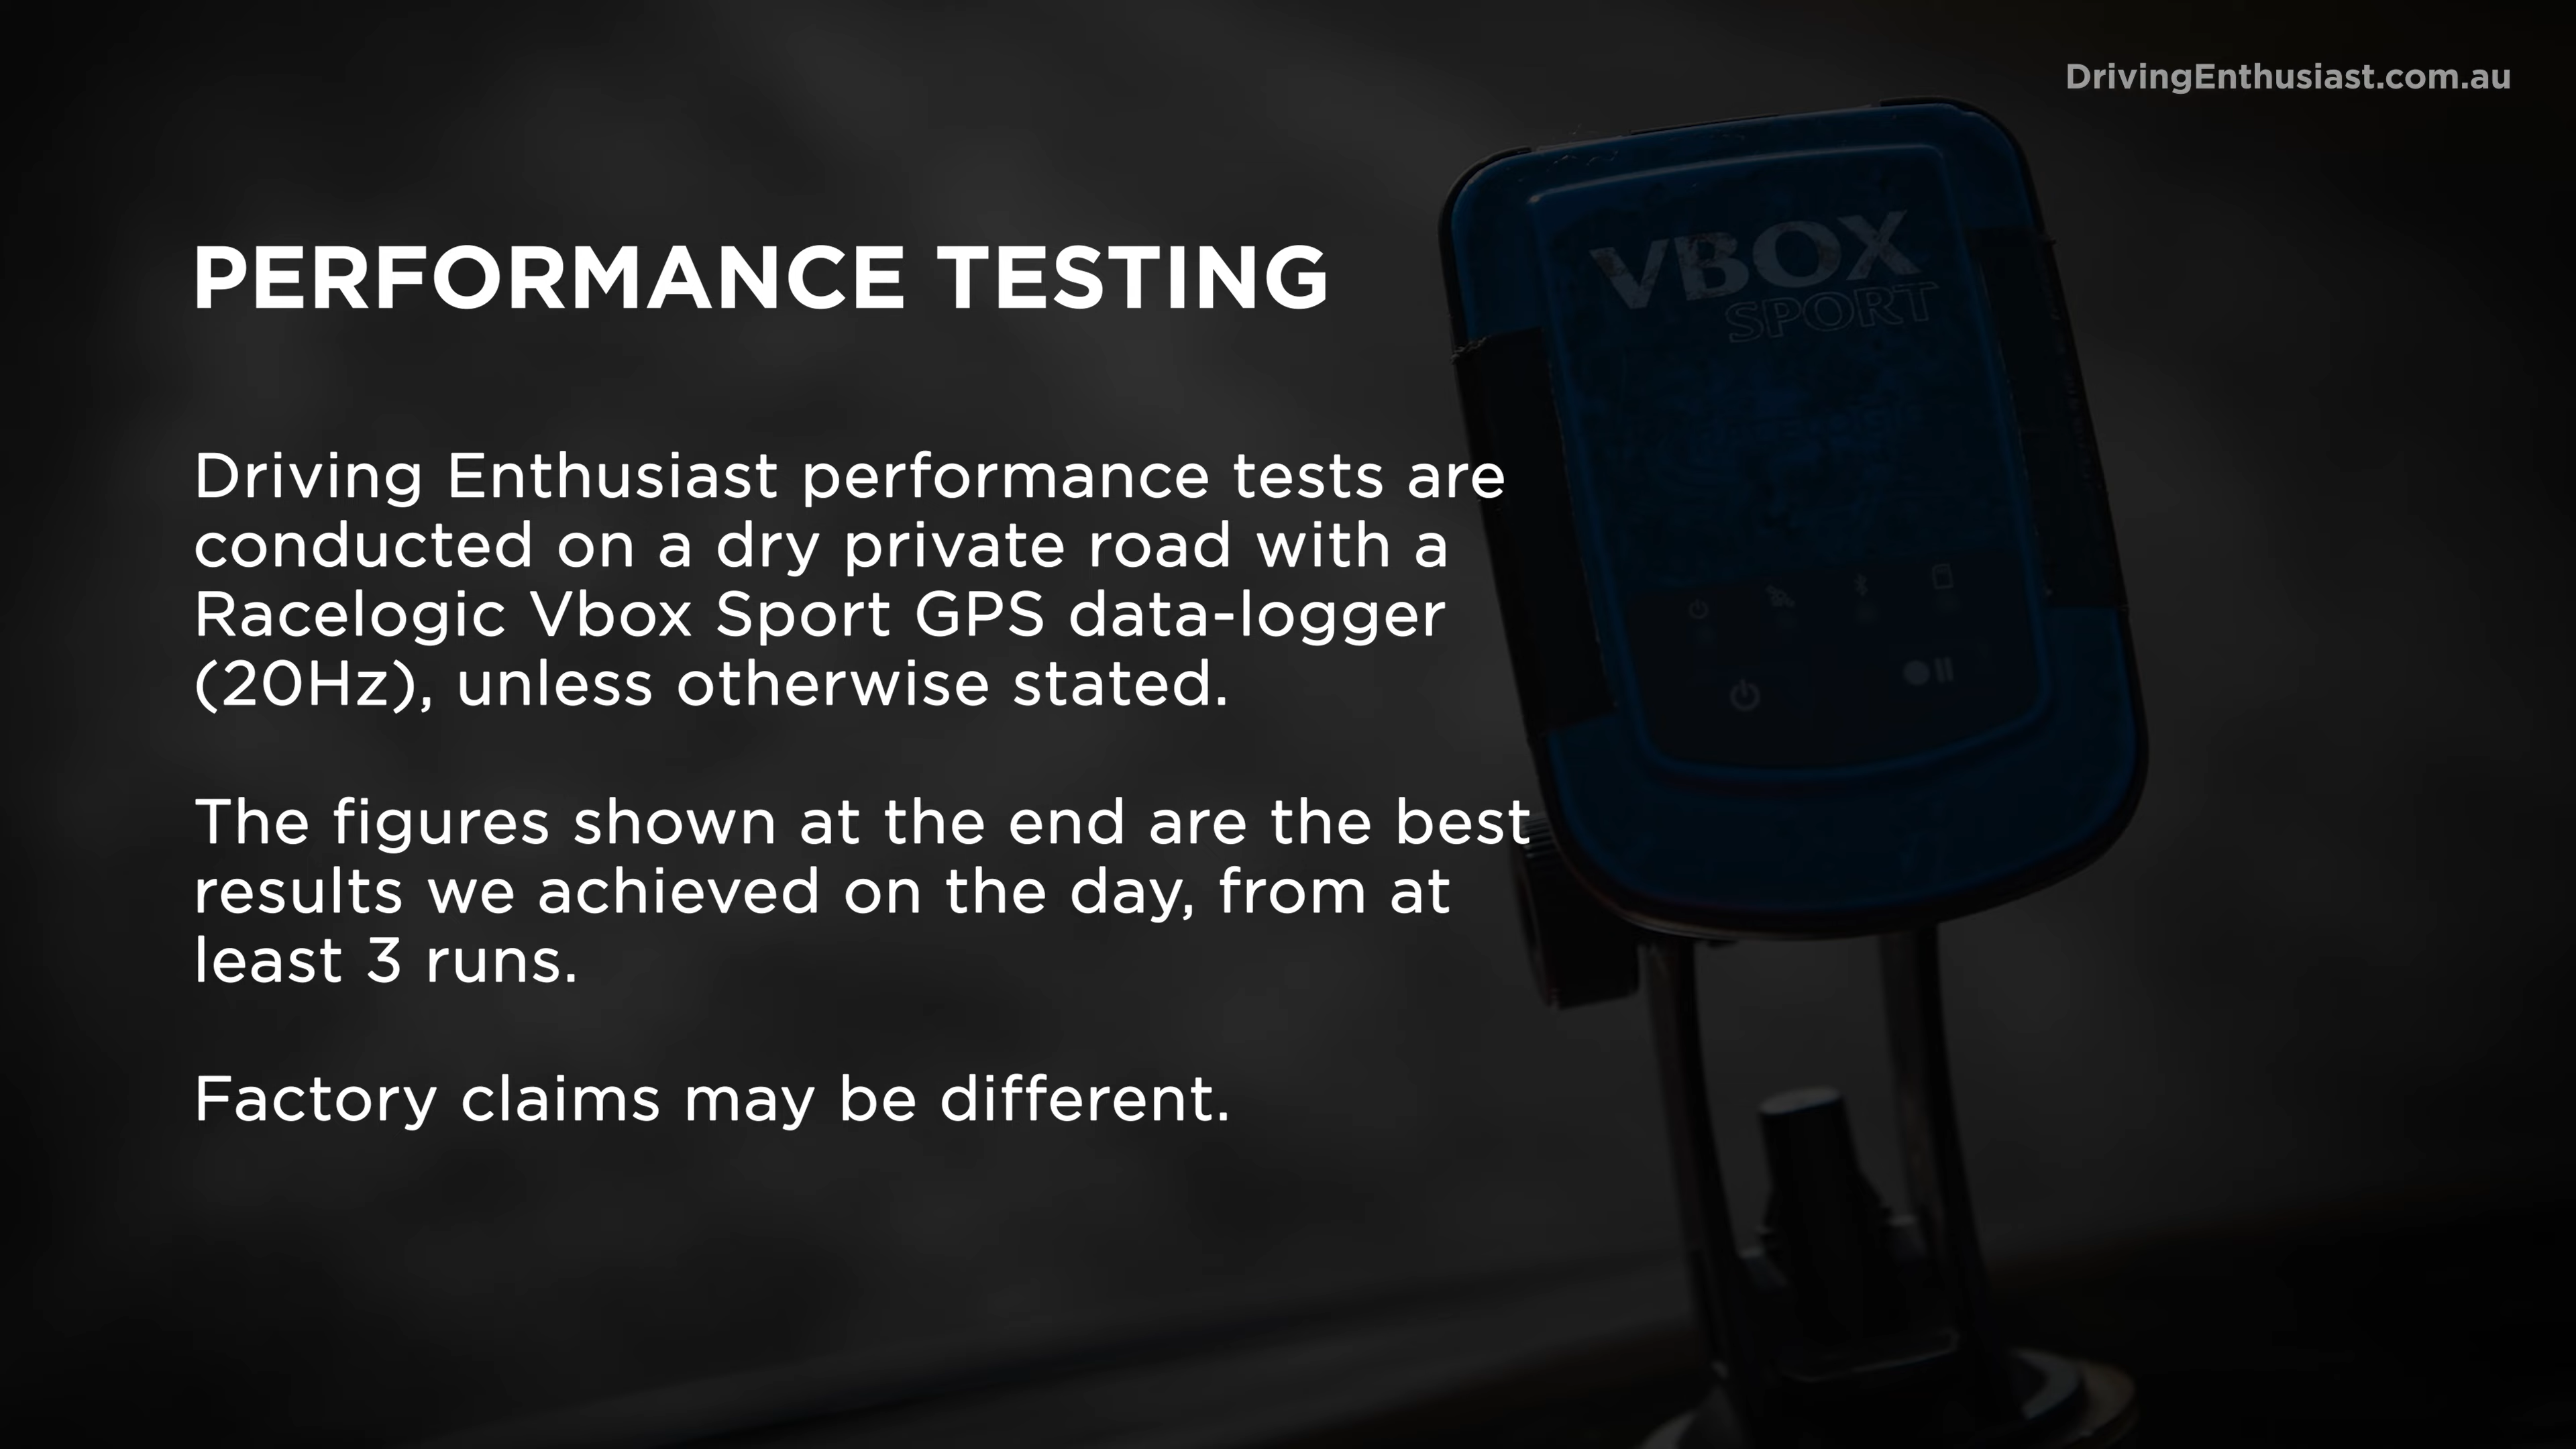 DrivingEnthusiast.com.au
PERFORMANCE TESTING
Driving Enthusiast performance tests are
conducted on a dry private road with a
Racelogic Vbox Sport GPS data-logger
(20Hz), unless otherwise stated.
The figures shown at the end are the best
results we achieved on the day, from at
least 3 runs.
Factory claims may be different.
VBOX
SPORT